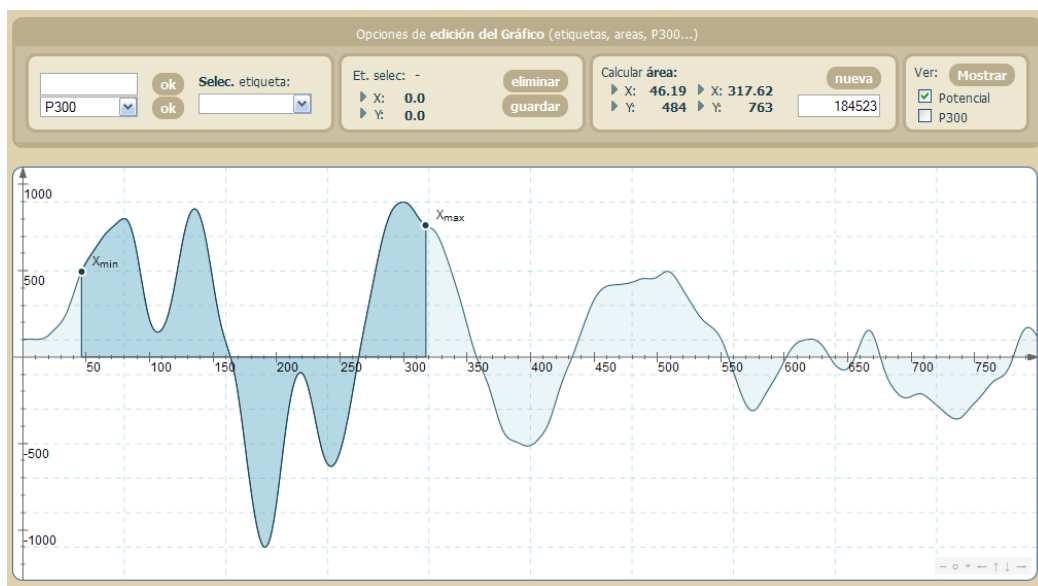 Opciones de edición del Gráfico (etiquetas, areas, P300...)
ok
Selec. etiqueta:
P300
ok
Et. selec: -
X: 0.0
Y: 0.0
eliminar
guardar
Calcular área:
X: 46.19 X: 317.62
Y: 484 Y: 763
nueva
184523
Ver: Mostrar
Potencial
P300
1000
Xmax
Xmin
500
50 100 150 200 250 300 350 400 450 500 550 600 650 700 750
-500
-1000